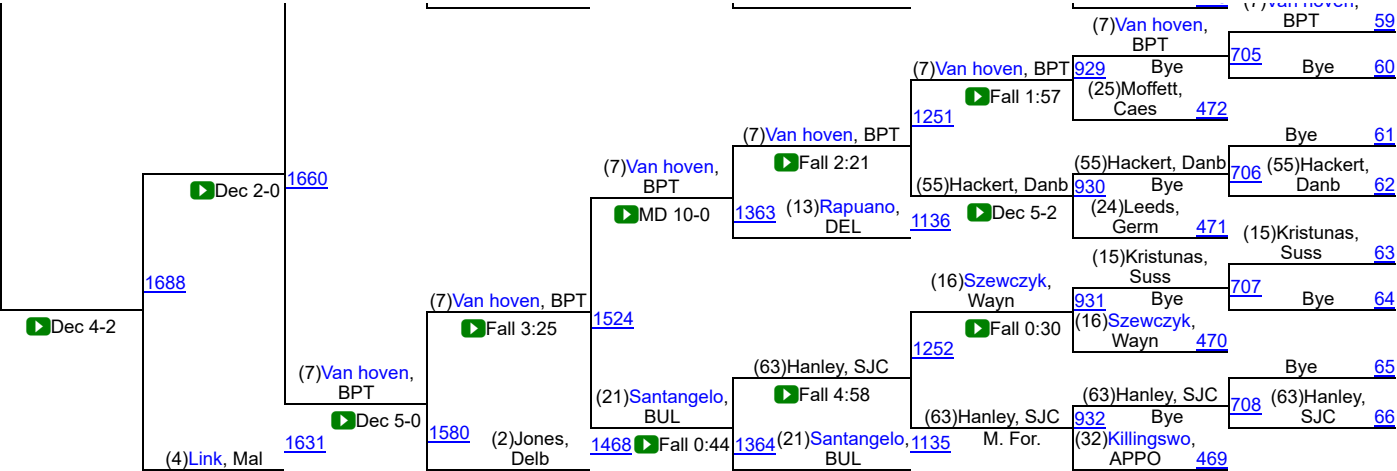 (7)Van hoven,
BPT
59
(7)Van hoven,
BPT
705
(7)Van hoven, BPT
929
Bye
Bye
60
Fall 1:57
(25)Moffett,
Caes
472
1251
(7)Van hoven, BPT
Bye
61
Fall 2:21
(7)Van hoven,
BPT
(55)Hackert, Danb
706
(55)Hackert,
Danb
62
1660
Dec 2-0
(55)Hackert, Danb
930
Bye
MD 10-0
1363
(13)Rapuano,
DEL
1136
Dec 5-2
(24)Leeds,
Germ
471
(15)Kristunas,
Suss
63
(15)Kristunas,
Suss
707
1688
(16)Szewczyk,
Wayn
931
Bye
Bye
64
(7)Van hoven, BPT
1524
Dec 4-2
Fall 3:25
Fall 0:30
(16)Szewczyk,
Wayn
470
1252
(63)Hanley, SJC
Bye
65
(7)Van hoven,
BPT
Fall 4:58
(63)Hanley, SJC
708
(63)Hanley,
SJC
66
(21)Santangelo,
BUL
(63)Hanley, SJC
932
Bye
Dec 5-0
1580
1631
(2)Jones,
Delb
1468
Fall 0:44
1364
(21)Santangelo,
BUL
1135
M. For.
(32)Killingswo,
APPO
469
(4)Link, Mal